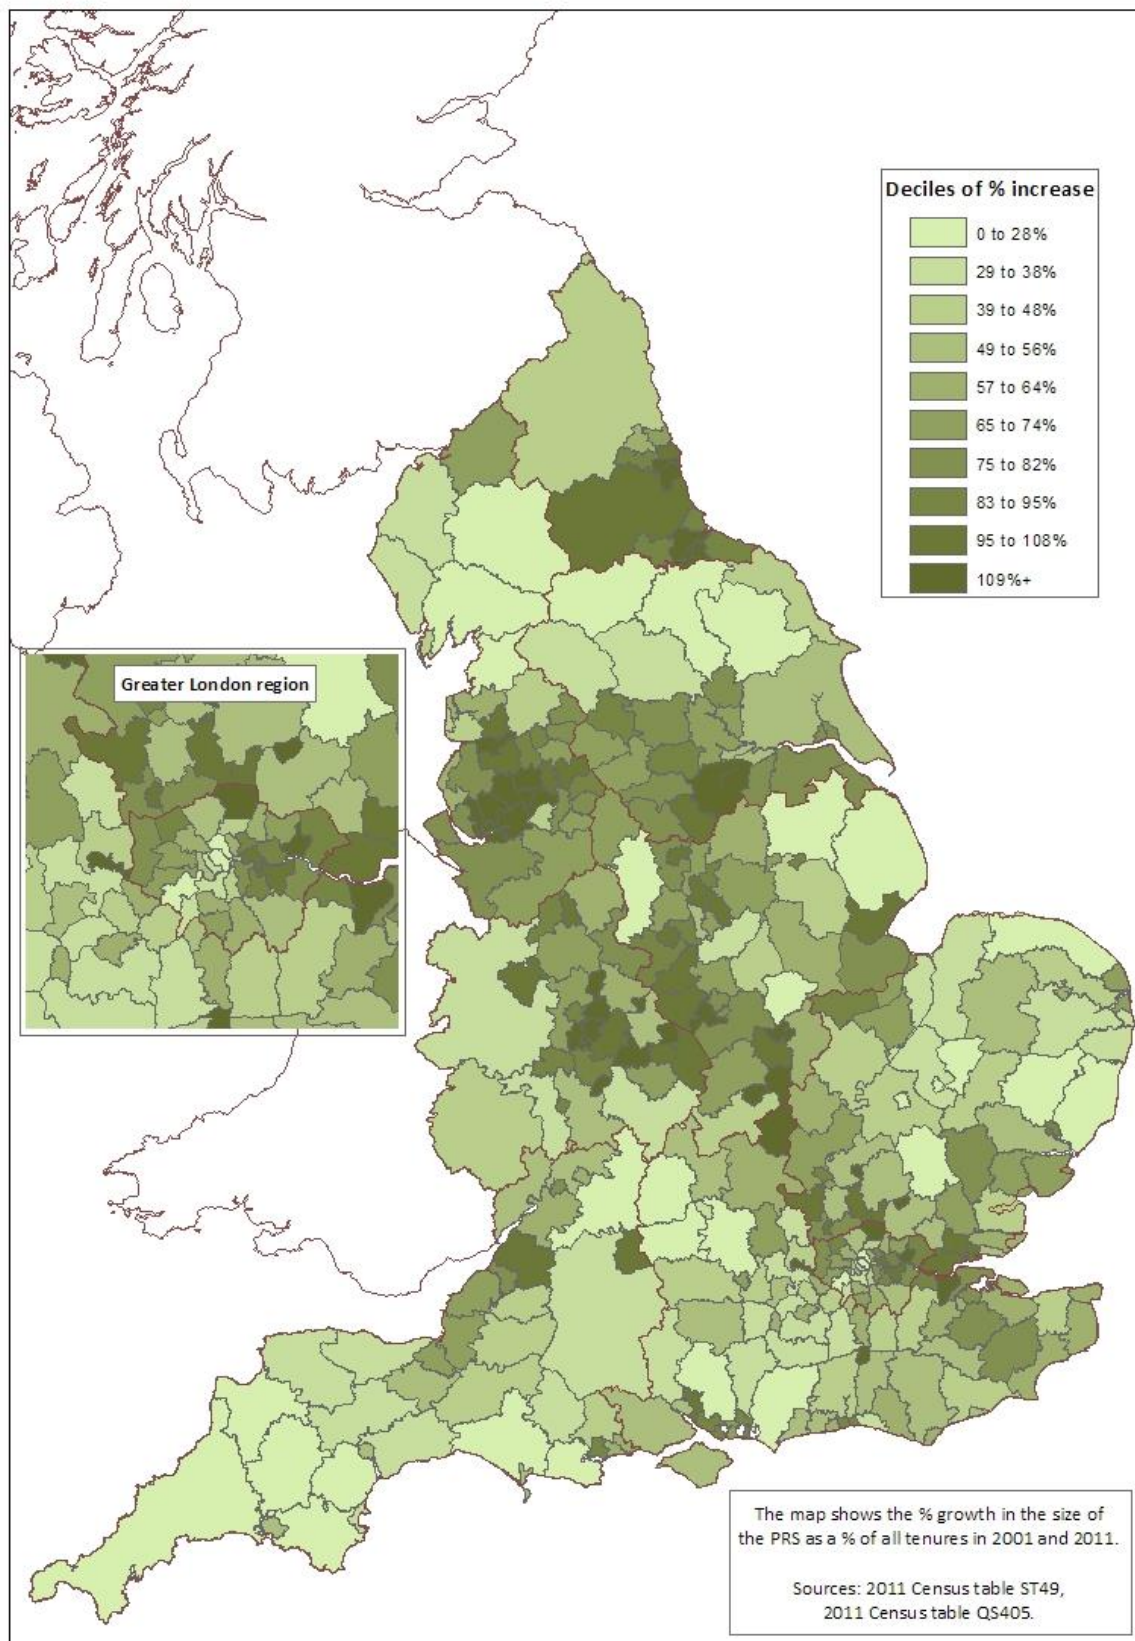 Deciles of % increase
0 to 28%
29 to 38%
39 to 48%
49 to 56%
57 to 64%
65 to 74%
75 to 82%
83 to 95%
95 to 108%
109%+
Greater London region
The map shows the % growth in the size of
the PRS as a % of all tenures in 2001 and 2011.
Sources: 2011 Census table ST49,
2011 Census table QS405.